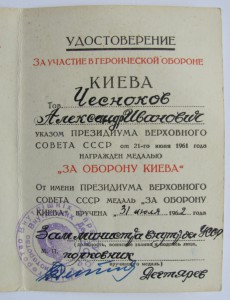 УДОСТОВЕРЕНИЕ
ЗА УЧАСТИЕ В ГЕРОИЧЕСКОЙ ОБОРОНЕ
КИЕВА
Тов. Чесноков
Александр Иванович
УКАЗОМ ПРЕЗИДИУМА ВЕРХОВНОГО
СОВЕТА СССР от 21-го июня 1961 года
НАГРАЖДЕН МЕДАЛЬЮ
„ЗА ОБОРОНУ КИЕВА"
От имени ПРЕЗИДИУМА ВЕРХОВНОГО
СОВЕТА СССР МЕДАЛЬ „ЗА ОБОРОНУ
КИЕВА" ВРУЧЕНА „31" июля 1962 года
Зам. министра
полковник
Дегтярев